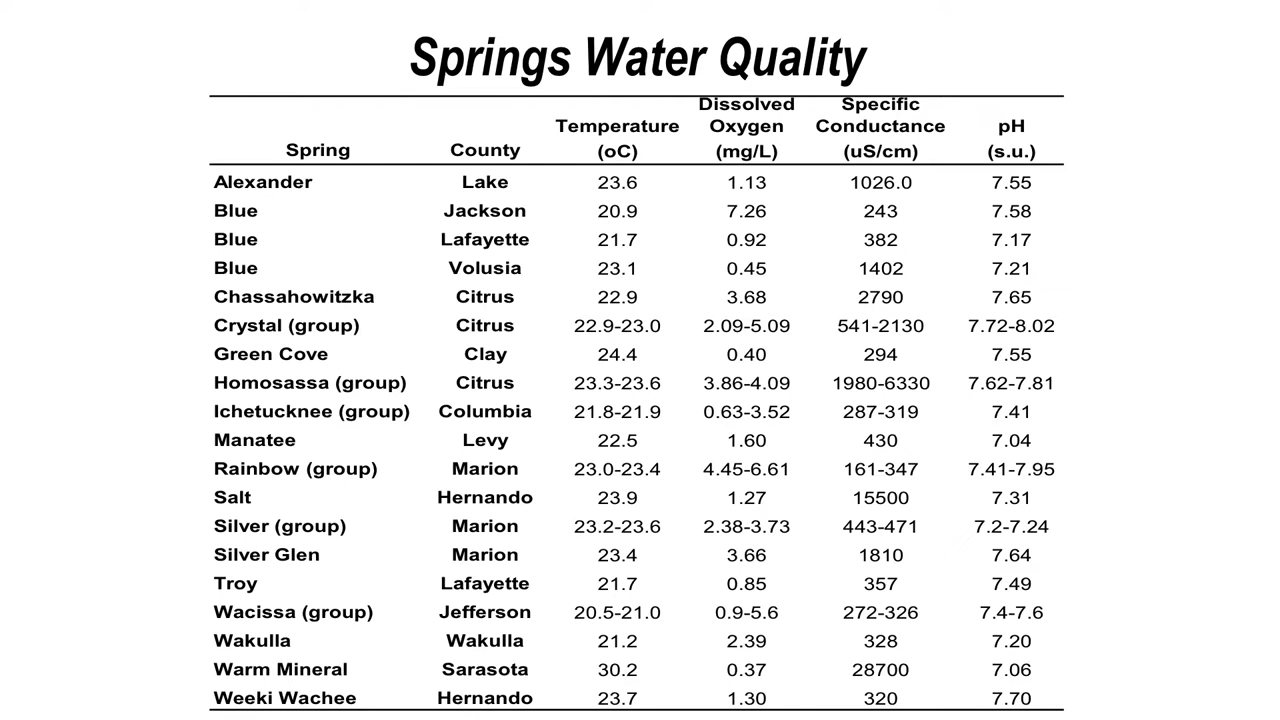 Springs Water Quality
Spring County Temperature (oC) Dissolved Oxygen (mg/L) Specific Conductance (uS/cm) pH (s.u.)
Alexander Lake 23.6 1.13 1026.0 7.55
Blue Jackson 20.9 7.26 243 7.58
Blue Lafayette 21.7 0.92 382 7.17
Blue Volusia 23.1 0.45 1402 7.21
Chassahowitzka Citrus 22.9 3.68 2790 7.65
Crystal (group) Citrus 22.9-23.0 2.09-5.09 541-2130 7.72-8.02
Green Cove Clay 24.4 0.40 294 7.55
Homosassa (group) Citrus 23.3-23.6 3.86-4.09 1980-6330 7.62-7.81
Ichetucknee (group) Columbia 21.8-21.9 0.63-3.52 287-319 7.41
Manatee Levy 22.5 1.60 430 7.04
Rainbow (group) Marion 23.0-23.4 4.45-6.61 161-347 7.41-7.95
Salt Hernando 23.9 1.27 15500 7.31
Silver (group) Marion 23.2-23.6 2.38-3.73 443-471 7.2-7.24
Silver Glen Marion 23.4 3.66 1810 7.64
Troy Lafayette 21.7 0.85 357 7.49
Wacissa (group) Jefferson 20.5-21.0 0.9-5.6 272-326 7.4-7.6
Wakulla Wakulla 21.2 2.39 328 7.20
Warm Mineral Sarasota 30.2 0.37 28700 7.06
Weeki Wachee Hernando 23.7 1.30 320 7.70